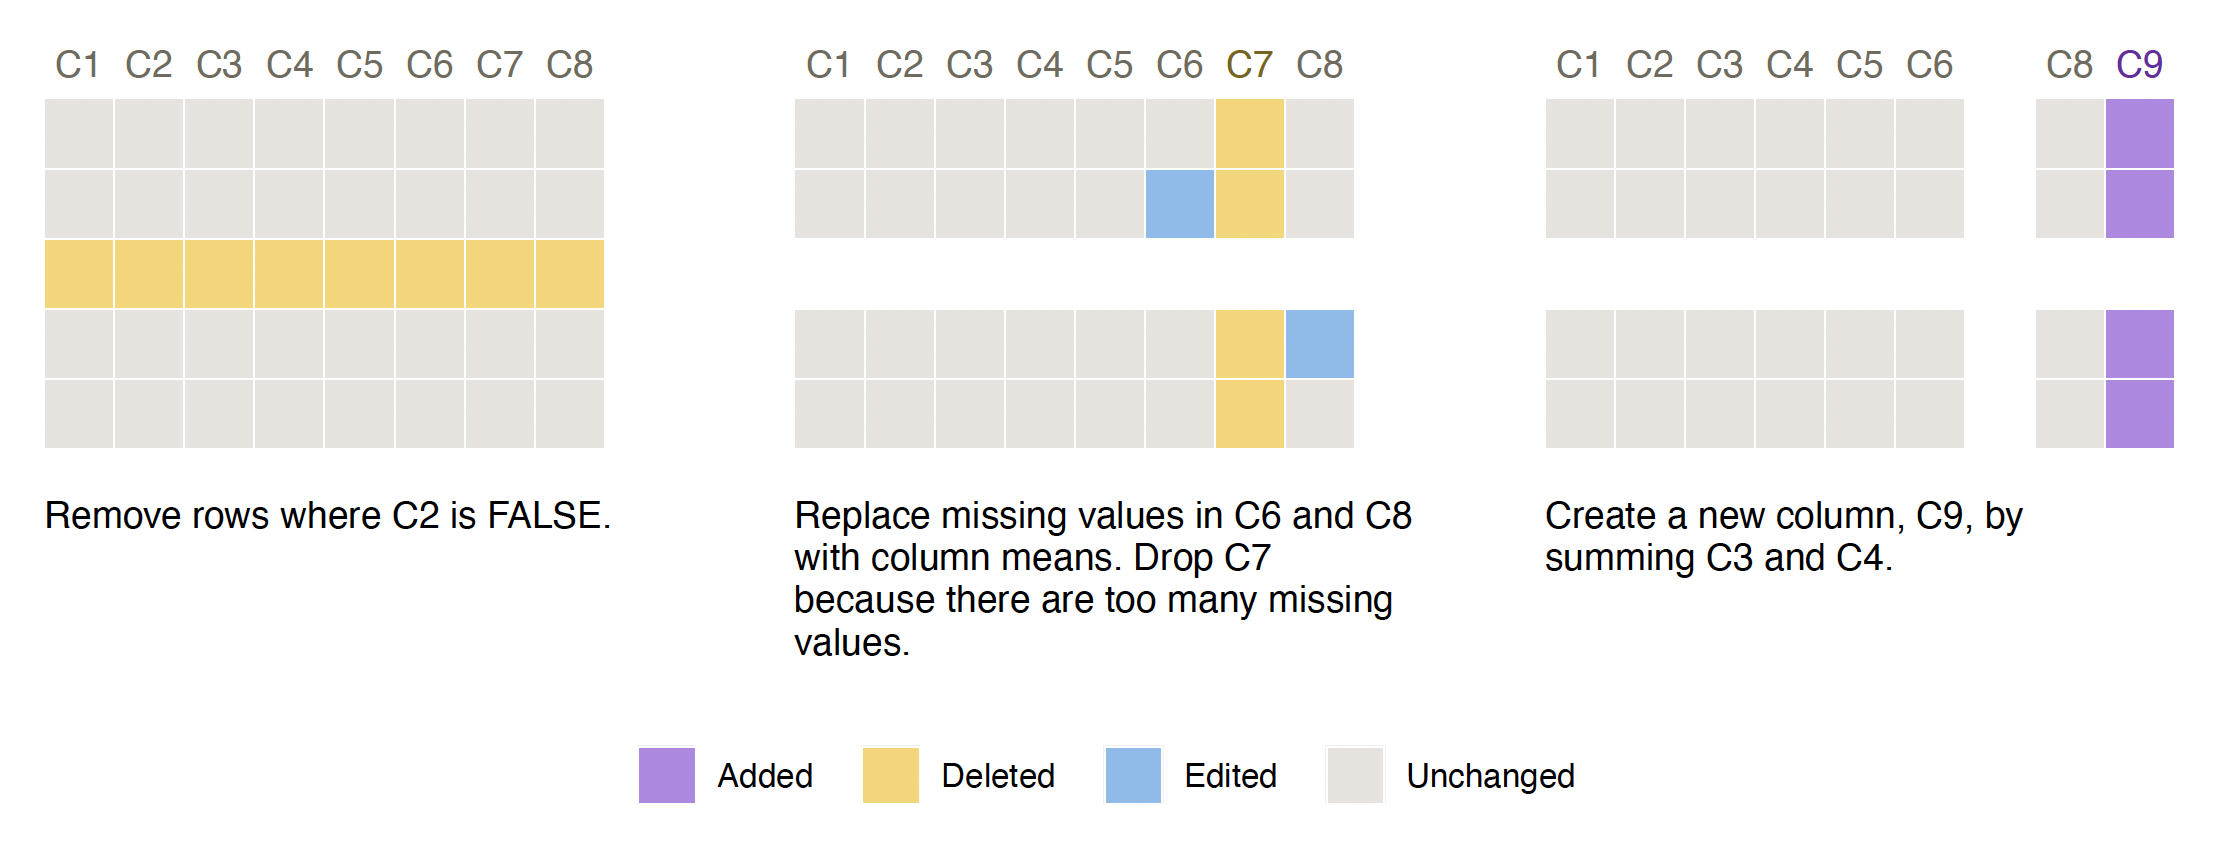 C1 C2 C3 C4 C5 C6 C7 C8
C1 C2 C3 C4 C5 C6 C7 C8
C1 C2 C3 C4 C5 C6 C8 C9
Remove rows where C2 is FALSE.
Replace missing values in C6 and C8
with column means. Drop C7
because there are too many missing
values.
Create a new column, C9, by
summing C3 and C4.
Added
Deleted
Edited
Unchanged